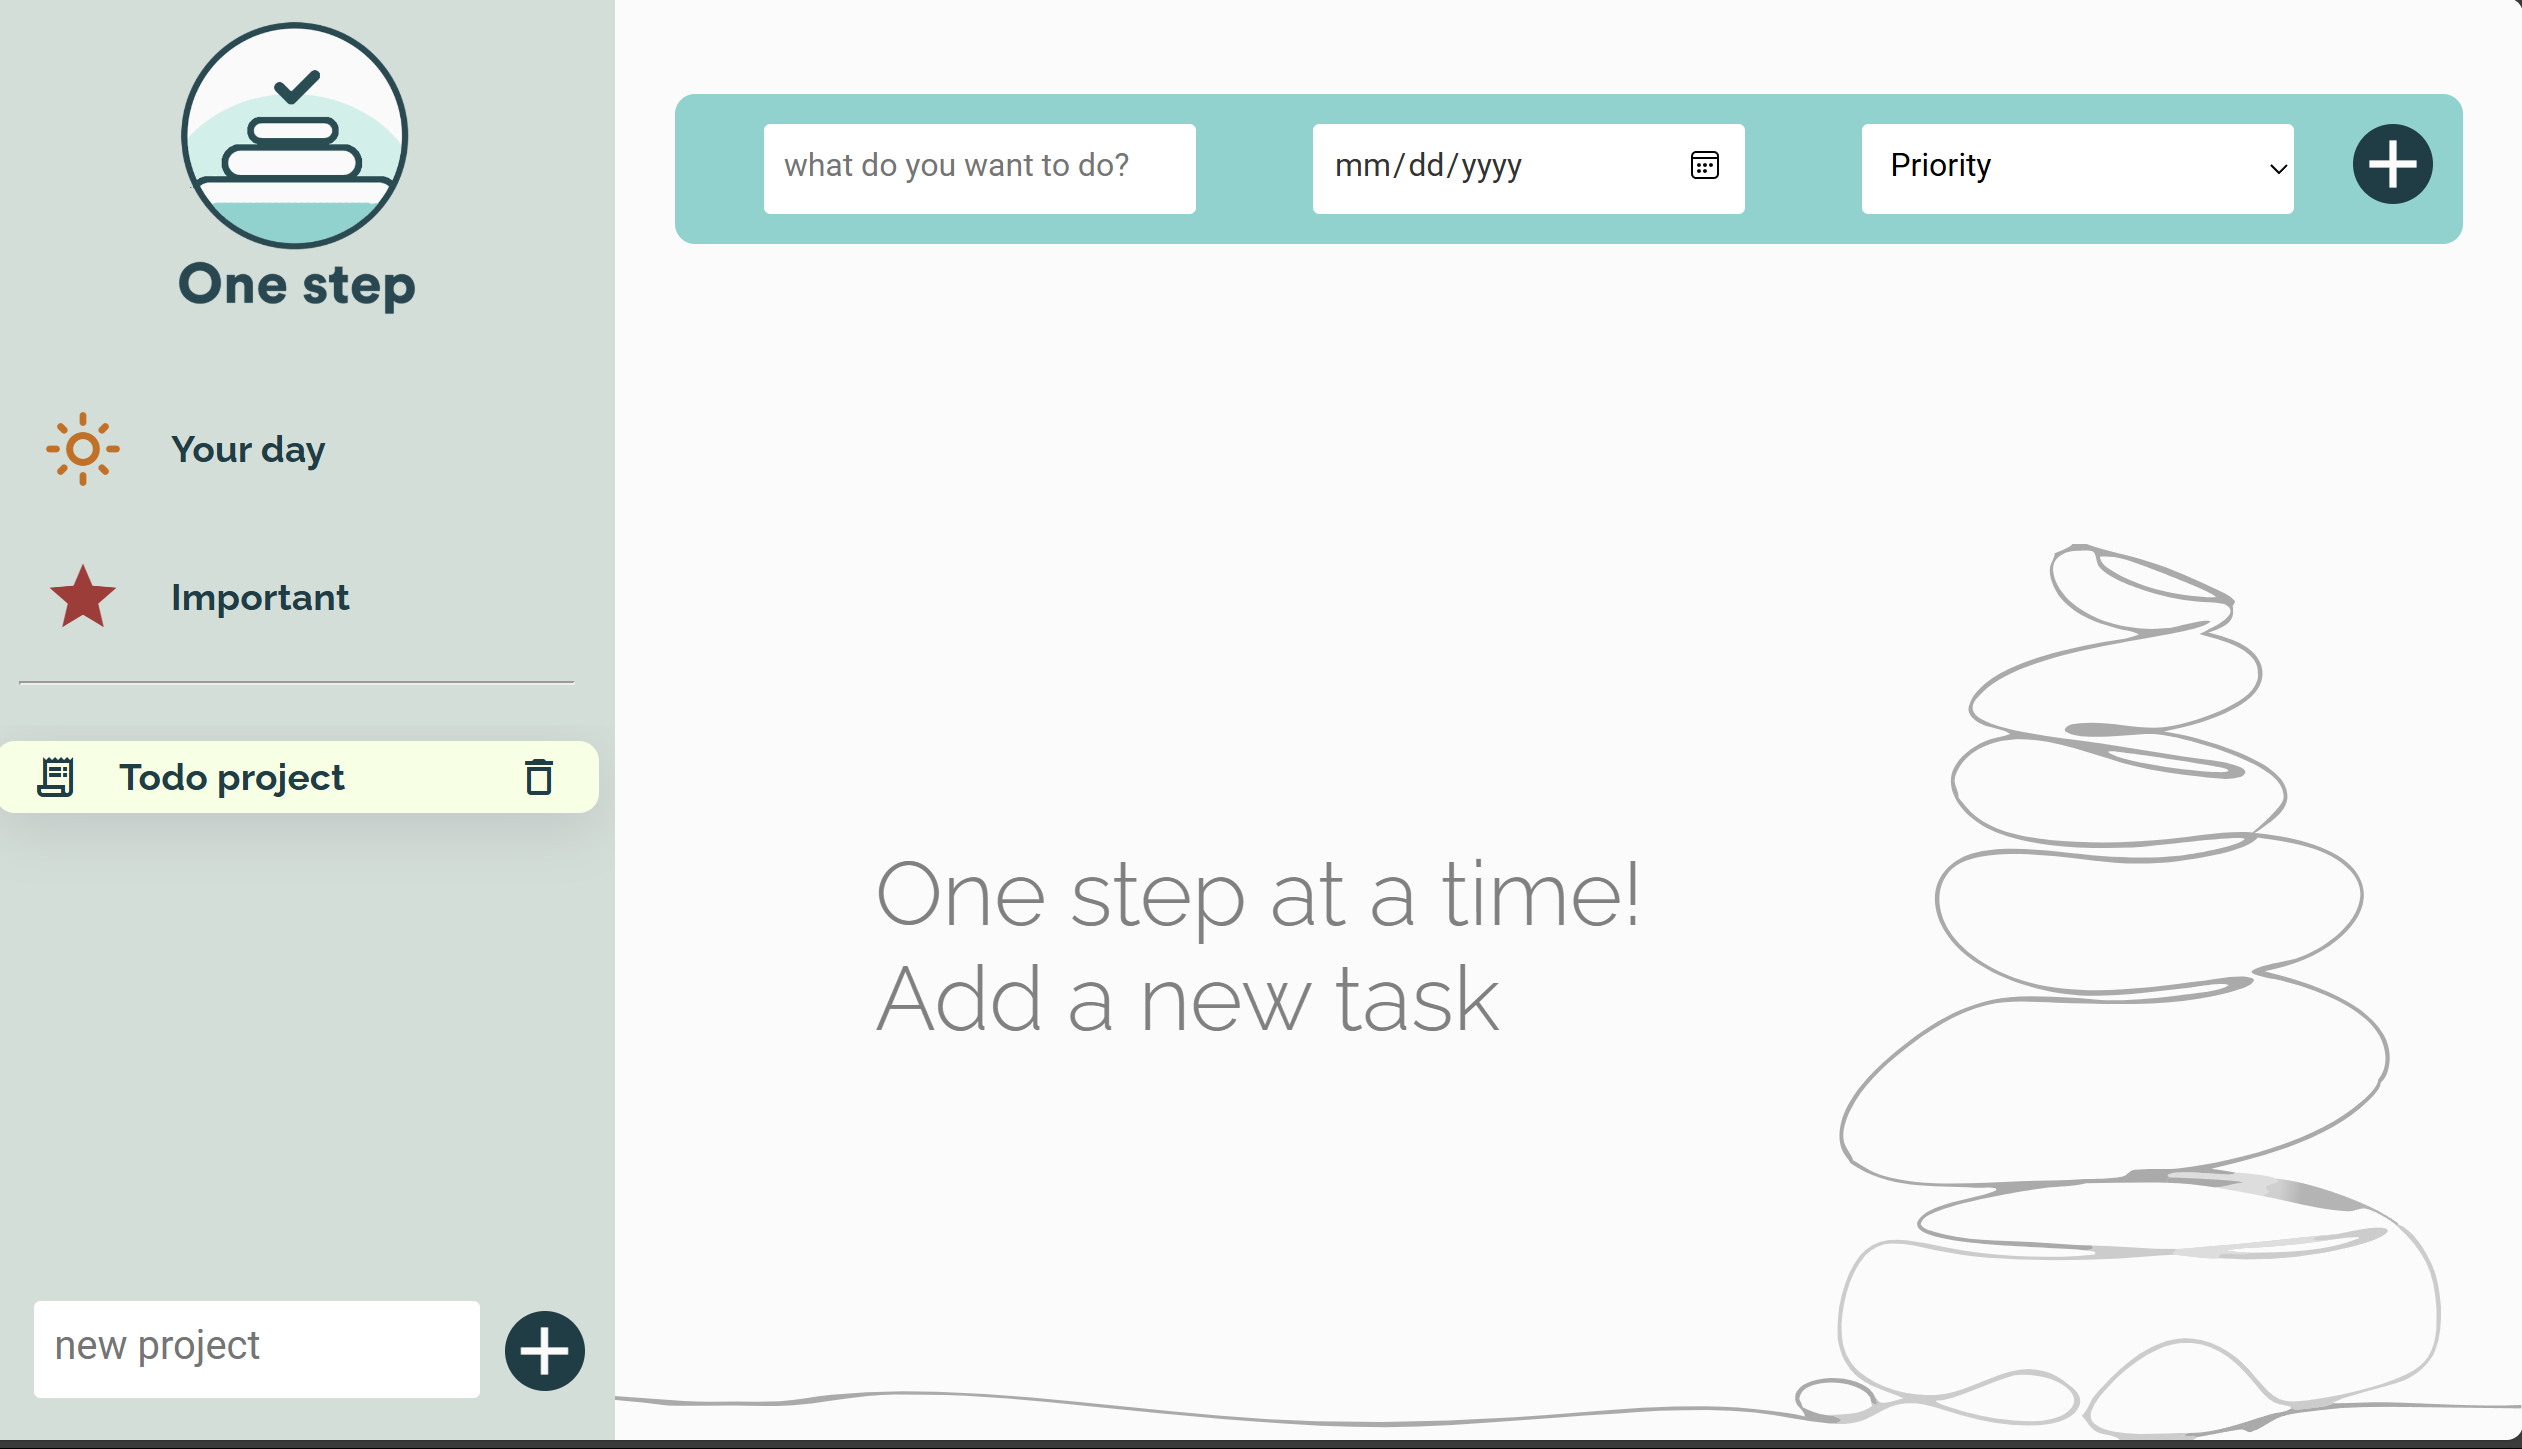 One step
Your day
Important
Todo project
new project
what do you want to do?
mm/dd/yyyy
Priority
One step at a time!
Add a new task